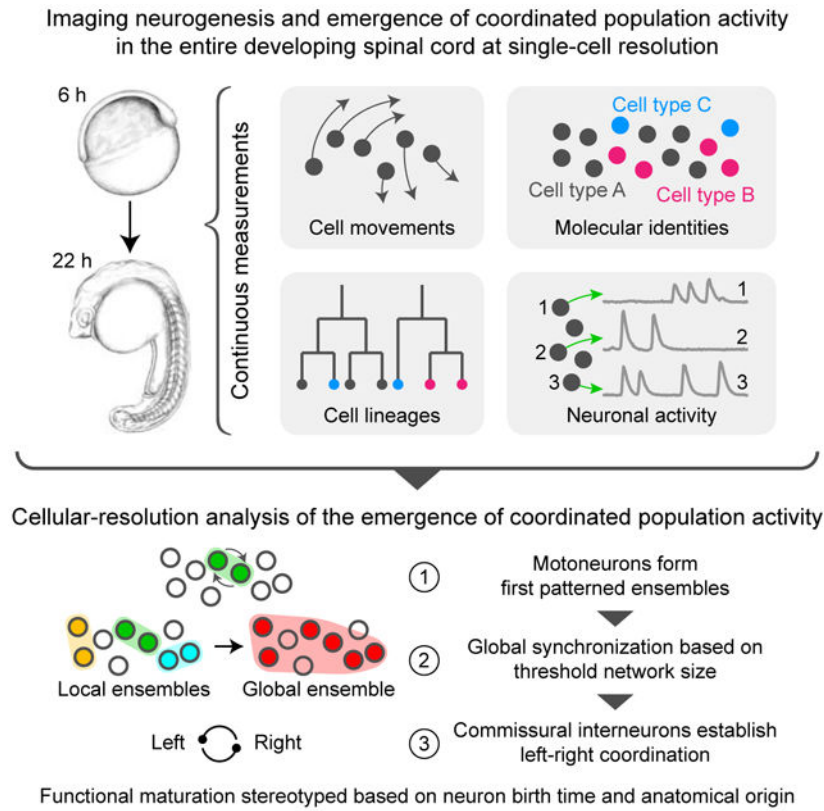 Imaging neurogenesis and emergence of coordinated population activity
in the entire developing spinal cord at single-cell resolution
6 h
22 h
Continuous measurements
Cell movements
Cell type C
Cell type A
Cell type B
Molecular identities
Cell lineages
1
2
3
1
2
3
Neuronal activity
Cellular-resolution analysis of the emergence of coordinated population activity
1
Motoneurons form
first patterned ensembles
Local ensembles
Global ensemble
2
Global synchronization based on
threshold network size
Left
Right
3
Commissural interneurons establish
left-right coordination
Functional maturation stereotyped based on neuron birth time and anatomical origin